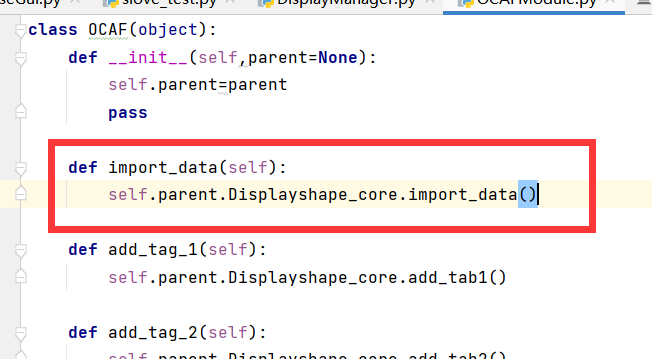 slove_test.py DisplayManager.py OCAFModule.py
class OCAF(object):
def __init__(self,parent=None):
self.parent=parent
pass
def import_data(self):
self.parent.Displayshape_core.import_data()
def add_tag_1(self):
self.parent.Displayshape_core.add_tab1()
def add_tag_2(self):
self.parent.Displayshape_core.add_tab2()